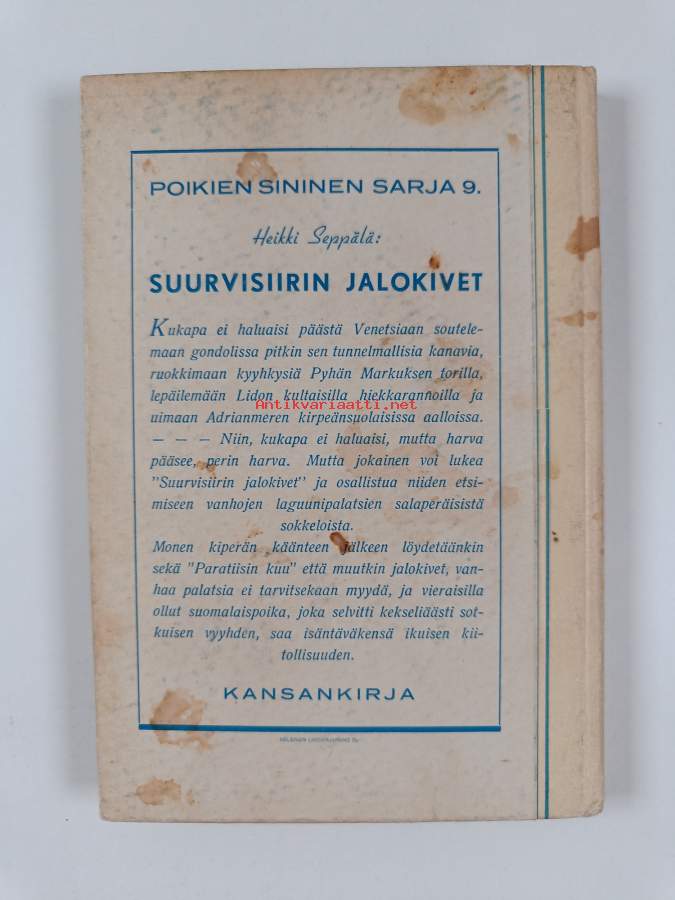 POIKIEN SININEN SARJA 9.
Heikki Seppälä:
SUURVISIIRIN JALOKIVET
Kukapa ei haluaisi päästä Venetsiaan soutele-
maan gondolissa pitkin sen tunnelmallisia kanavia,
ruokkimaan kyyhkysiä Pyhän Markuksen torilla,
lepäilemään Lidon kultaisilla hiekkarannoilla ja
Antikvariaatti.net
uimaan Adrianmeren kirpeänsuolaisissa aalloissa.
— — — Niin, kukapa ei haluaisi, mutta harva
pääsee, perin harva. Mutta jokainen voi lukea
"Suurvisiirin jalokivet" ja osallistua niiden etsi-
miseen vanhojen laguunipalatsien salaperäisistä
sokkeloista.
Monen kiperän käänteen jälkeen löydetäänkin
sekä "Paratiisin kuu" että muutkin jalokivet, van-
haa palatsia ei tarvitsekaan myydä, ja vieraisilla
ollut suomalaispoika, joka selvitti kekseliäästi sot-
kuisen vyyhden, saa isäntäväkensä ikuisen kii-
tollisuuden.
KANSANKIRJA